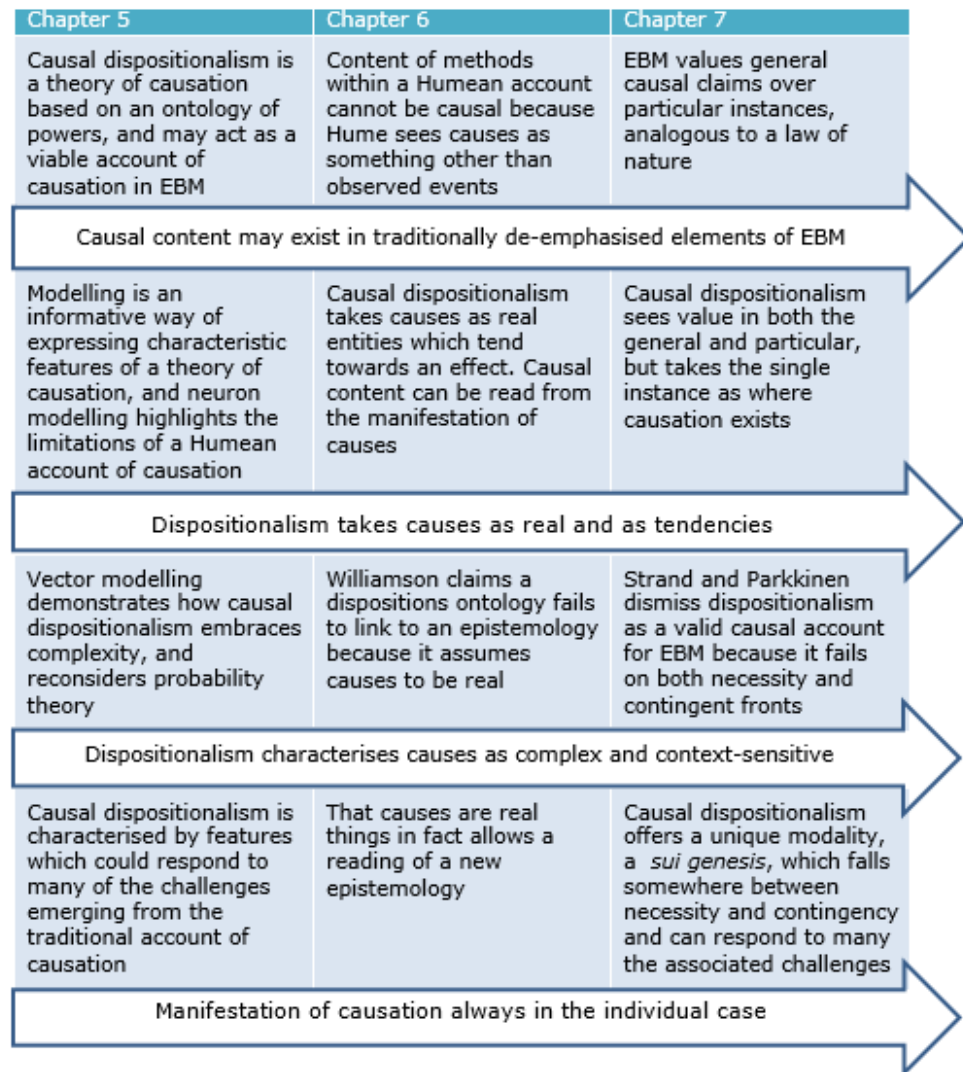 Chapter 5
Chapter 6
Chapter 7
Causal dispositionalism is
a theory of causation
based on an ontology of
powers, and may act as a
viable account of
causation in EBM
Content of methods
within a Humean account
cannot be causal because
Hume sees causes as
something other than
observed events
EBM values general
causal claims over
particular instances,
analogous to a law of
nature
Causal content may exist in traditionally de-emphasised elements of EBM
Modelling is an
informative way of
expressing characteristic
features of a theory of
causation, and neuron
modelling highlights the
limitations of a Humean
account of causation
Causal dispositionalism
takes causes as real
entities which tend
towards an effect. Causal
content can be read from
the manifestation of
causes
Causal dispositionalism
sees value in both the
general and particular,
but takes the single
instance as where
causation exists
Dispositionalism takes causes as real and as tendencies
Vector modelling
demonstrates how causal
dispositionalism embraces
complexity, and
reconsiders probability
theory
Williamson claims a
dispositions ontology fails
to link to an epistemology
because it assumes
causes to be real
Strand and Parkkinen
dismiss dispositionalism
as a valid causal account
for EBM because it fails
on both necessity and
contingent fronts
Dispositionalism characterises causes as complex and context-sensitive
Causal dispositionalism is
characterised by features
which could respond to
many of the challenges
emerging from the
traditional account of
causation
That causes are real
things in fact allows a
reading of a new
epistemology
Causal dispositionalism
offers a unique modality,
a sui genesis, which falls
somewhere between
necessity and contingency
and can respond to many
the associated challenges
Manifestation of causation always in the individual case